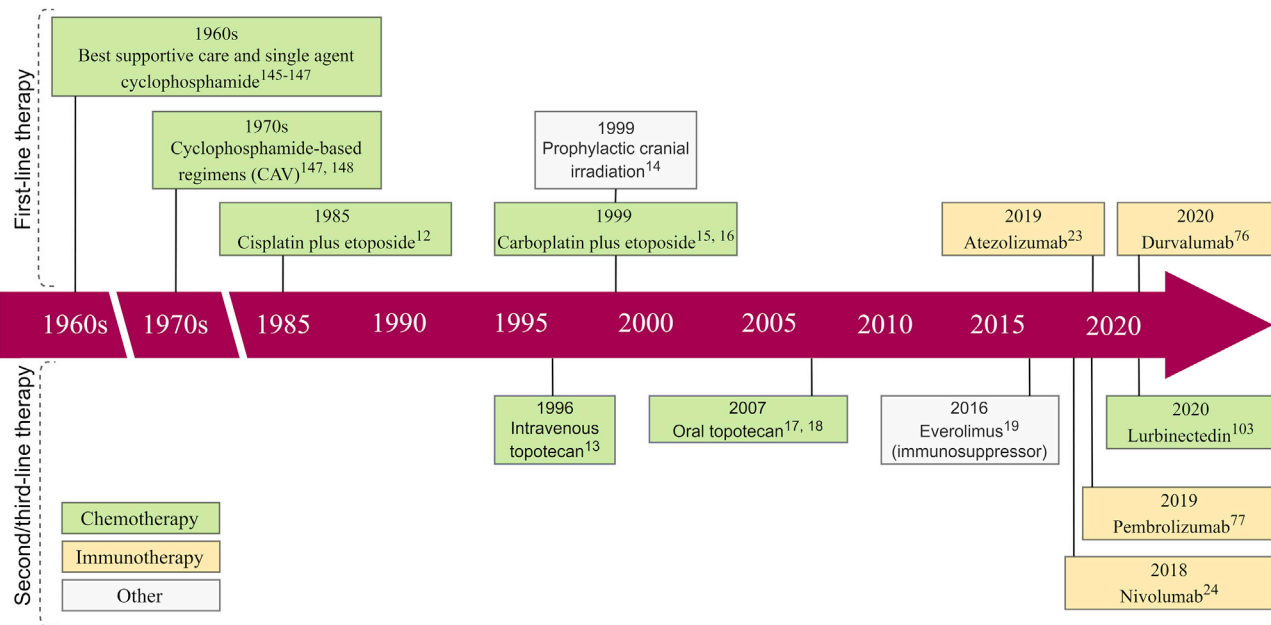 First-line therapy
1960s
Best supportive care and single agent
cyclophosphamide145-147
1970s
Cyclophosphamide-based
regimens (CAV)147, 148
1999
Prophylactic cranial
irradiation14
1985
Cisplatin plus etoposide12
1999
Carboplatin plus etoposide15, 16
2019
Atezolizumab23
2020
Durvalumab76
1960s 1970s 1985 1990 1995 2000 2005 2010 2015 2020
Second/third-line therapy
1996
Intravenous
topotecan13
2007
Oral topotecan17, 18
2016
Everolimus19
(immunosuppressor)
2020
Lurbinectedin103
2019
Pembrolizumab77
2018
Nivolumab24
Chemotherapy
Immunotherapy
Other